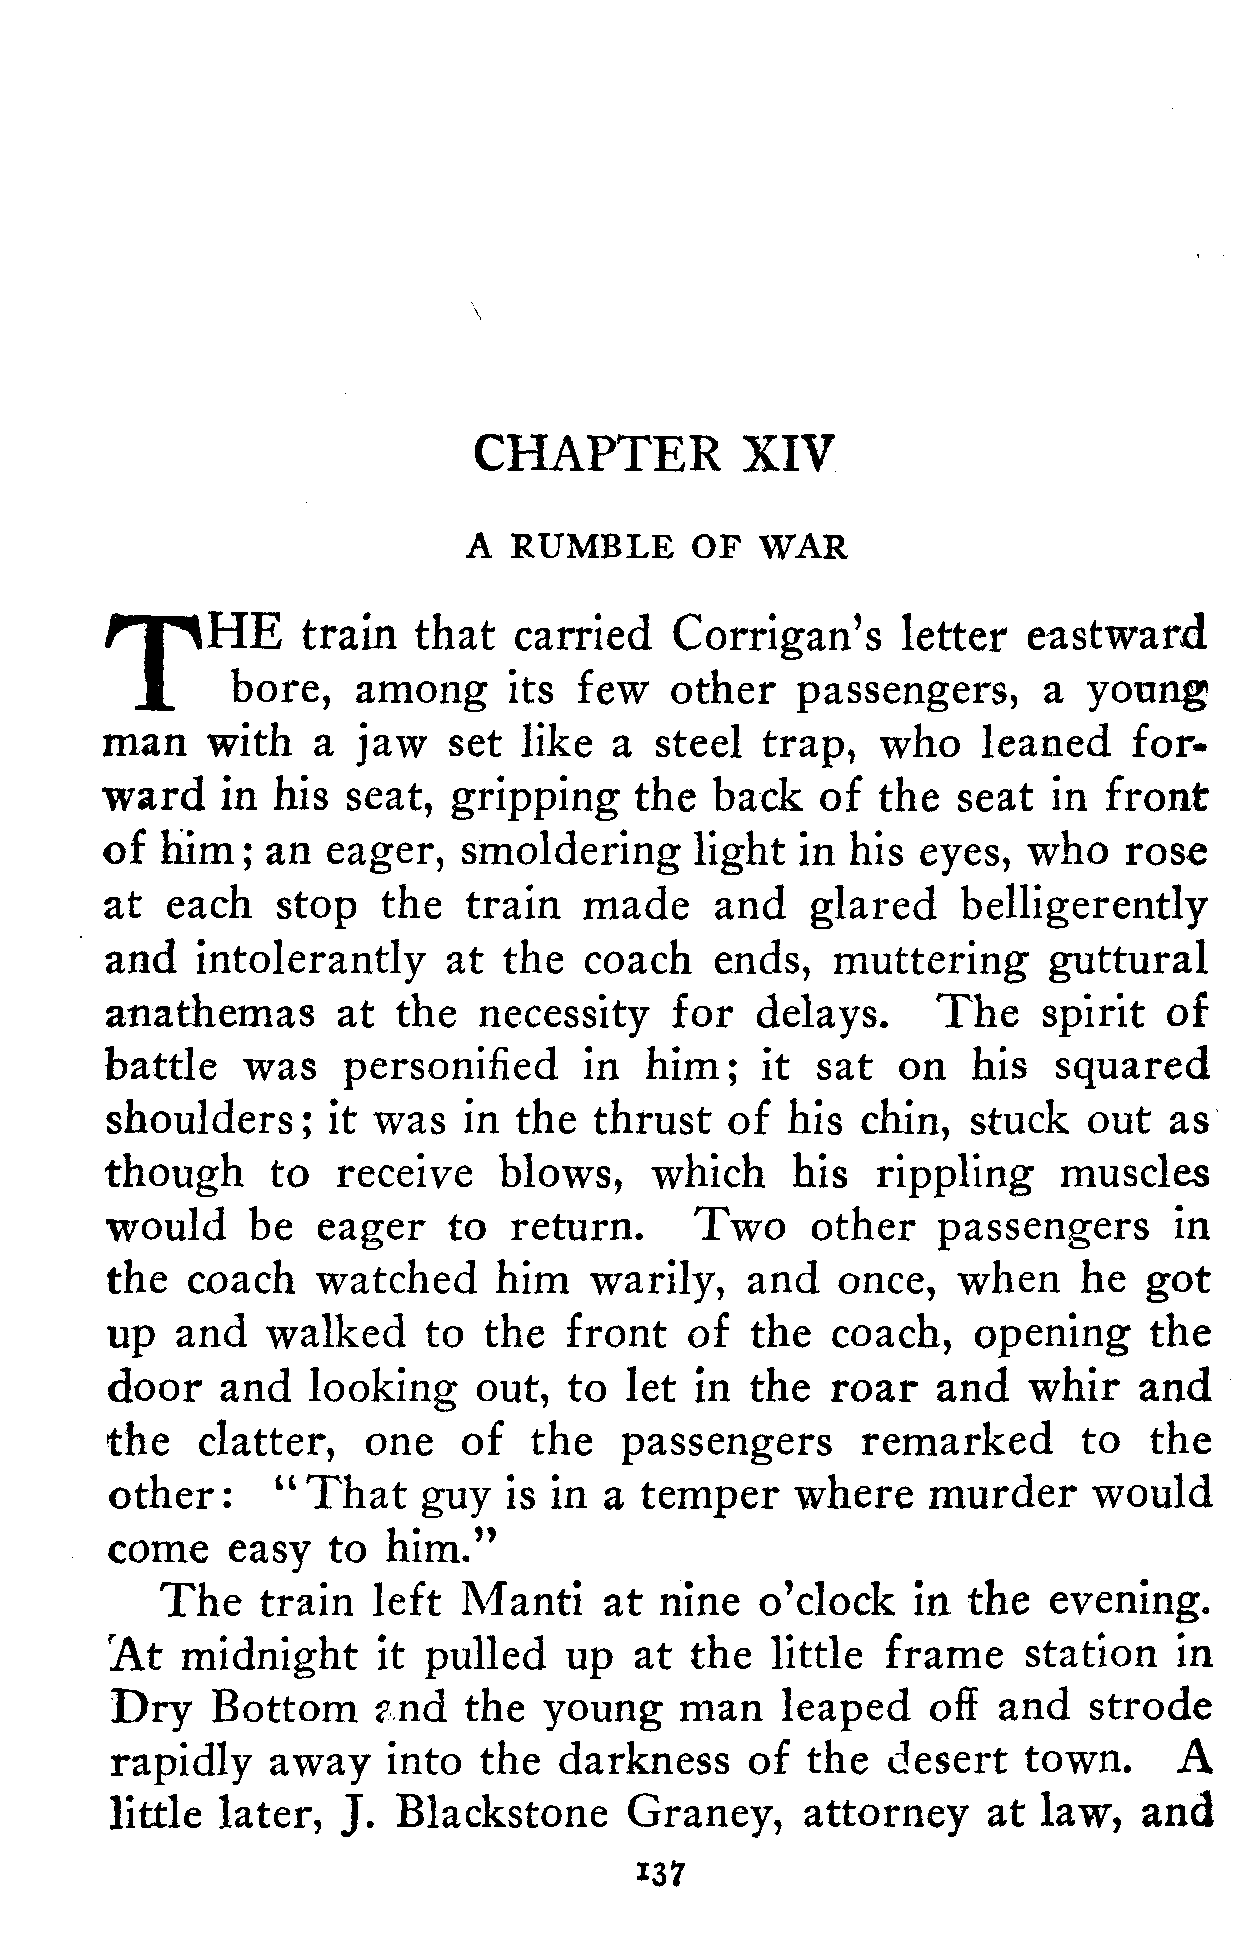 CHAPTER XIV
A RUMBLE OF WAR
THE train that carried Corrigan's letter eastward
bore, among its few other passengers, a young
man with a jaw set like a steel trap, who leaned for-
ward in his seat, gripping the back of the seat in front
of him; an eager, smoldering light in his eyes, who rose
at each stop the train made and glared belligerently
and intolerantly at the coach ends, muttering guttural
anathemas at the necessity for delays. The spirit of
battle was personified in him; it sat on his squared
shoulders; it was in the thrust of his chin, stuck out as
though to receive blows, which his rippling muscles
would be eager to return. Two other passengers in
the coach watched him warily, and once, when he got
up and walked to the front of the coach, opening the
door and looking out, to let in the roar and whir and
the clatter, one of the passengers remarked to the
other: "That guy is in a temper where murder would
come easy to him."
The train left Manti at nine o'clock in the evening.
At midnight it pulled up at the little frame station in
Dry Bottom and the young man leaped off and strode
rapidly away into the darkness of the desert town. A
little later, J. Blackstone Graney, attorney at law, and
137